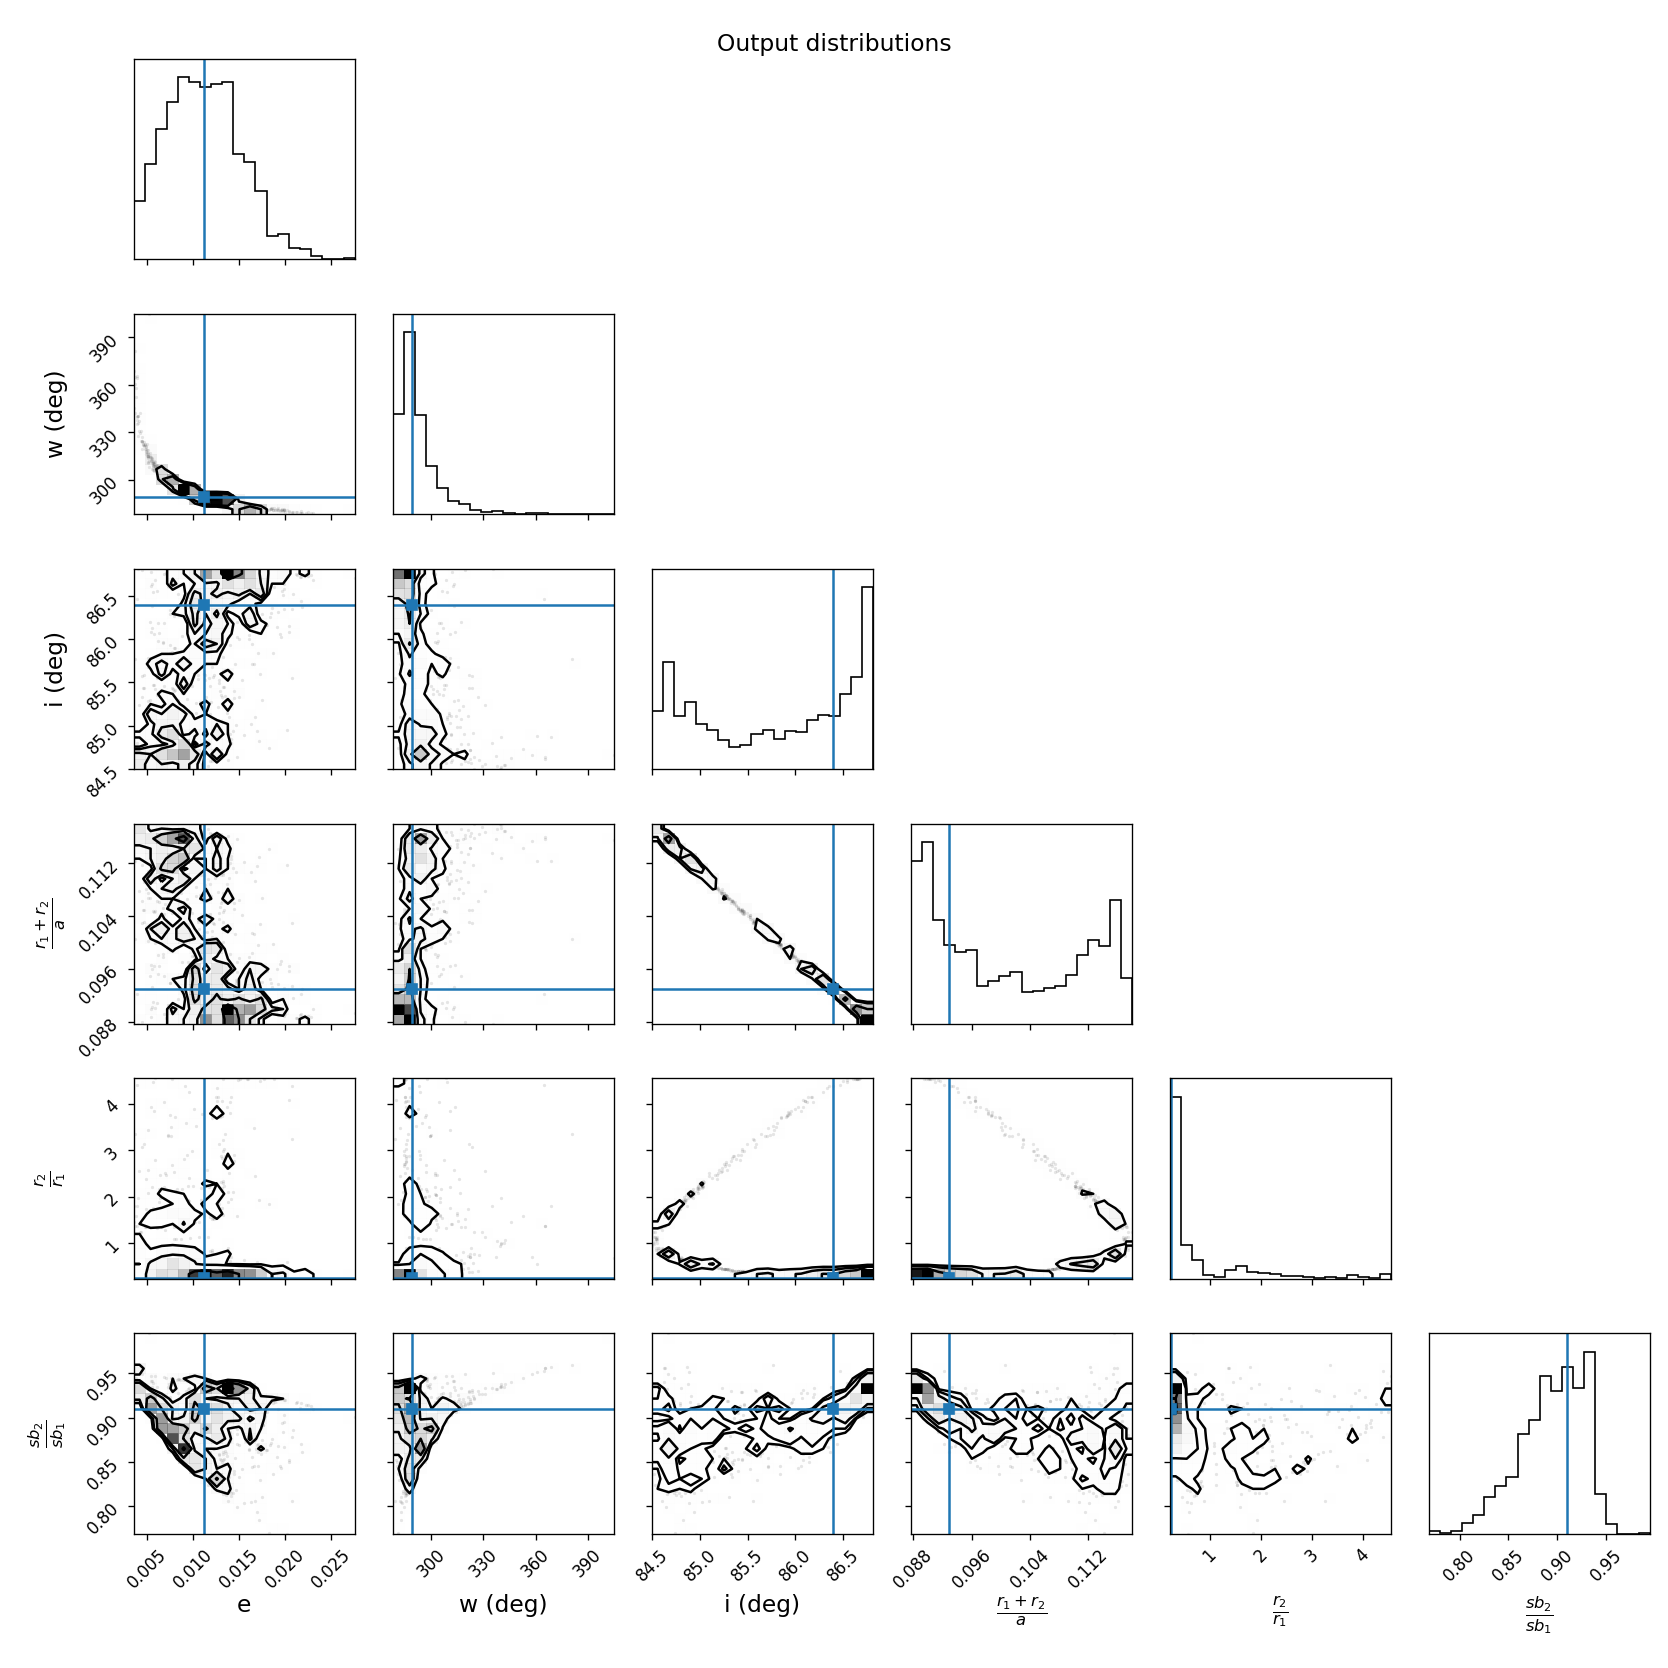 Output distributions
w (deg)
390
360
330
300
i (deg)
86.5
86.0
85.5
85.0
84.5
r₁ + r₂
a
0.112
0.104
0.096
0.088
r₂
r₁
4
3
2
1
sb₂
sb₁
0.95
0.90
0.85
0.80
0.005 0.010 0.015 0.020 0.025
e
300 330 360 390
w (deg)
84.5 85.0 85.5 86.0 86.5
i (deg)
0.088 0.096 0.104 0.112
r₁ + r₂
a
1 2 3 4
r₂
r₁
0.80 0.85 0.90 0.95
sb₂
sb₁